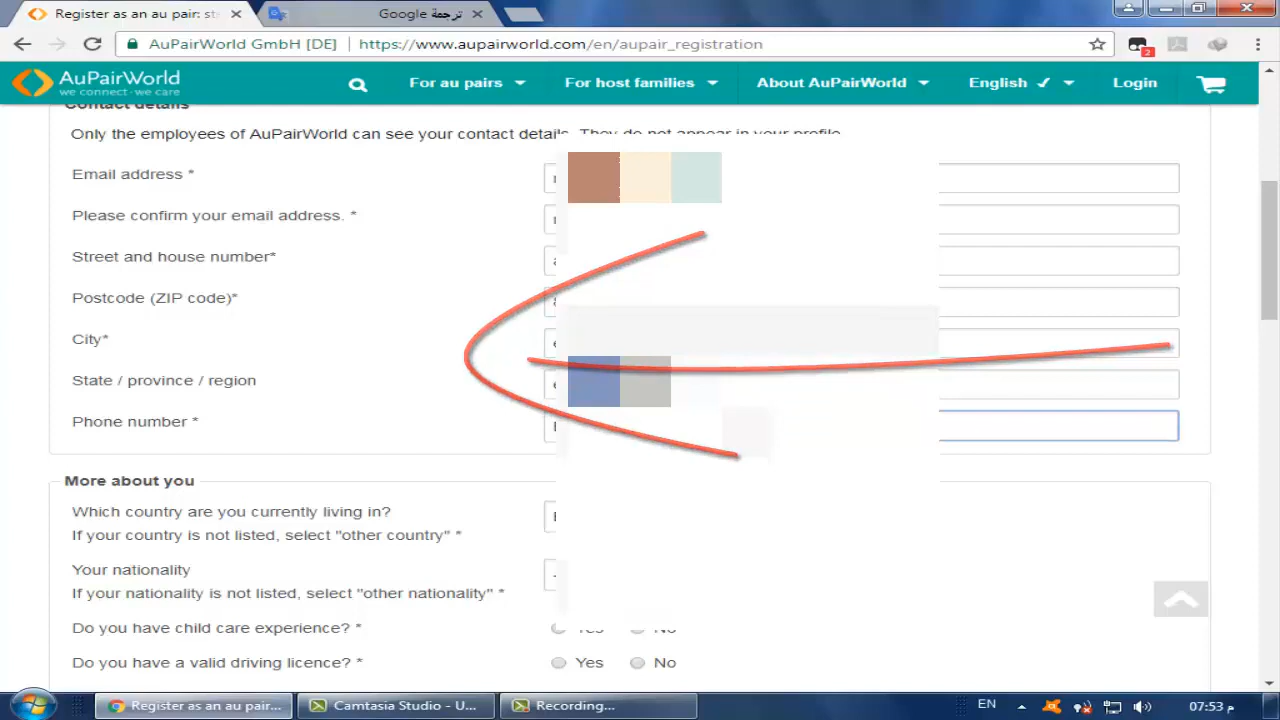 Register as an au pair: st
ترجمة Google
AuPairWorld GmbH [DE]
https://www.aupairworld.com/en/aupair_registration
2
AuPairWorld
we connect · we care
For au pairs
For host families
About AuPairWorld
English
Login
Contact details
Only the employees of AuPairWorld can see your contact details. They do not appear in your profile.
Email address *
Please confirm your email address. *
Street and house number*
Postcode (ZIP code)*
City*
State / province / region
Phone number *
More about you
Which country are you currently living in?
If your country is not listed, select "other country" *
Your nationality
If your nationality is not listed, select "other nationality" *
Do you have child care experience? *
Yes
No
Do you have a valid driving licence? *
Yes
No
Register as an au pair...
Camtasia Studio - U...
Recording...
EN
07:53 م